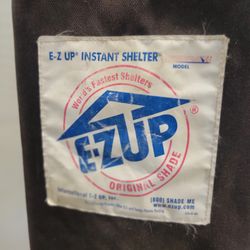 E-Z UP® INSTANT SHELTER®
MODEL
World's Fastest Shelters
E-Z UP®
ORIGINAL SHADE
International E-Z UP, Inc.
(800) SHADE ME
www.ezup.com